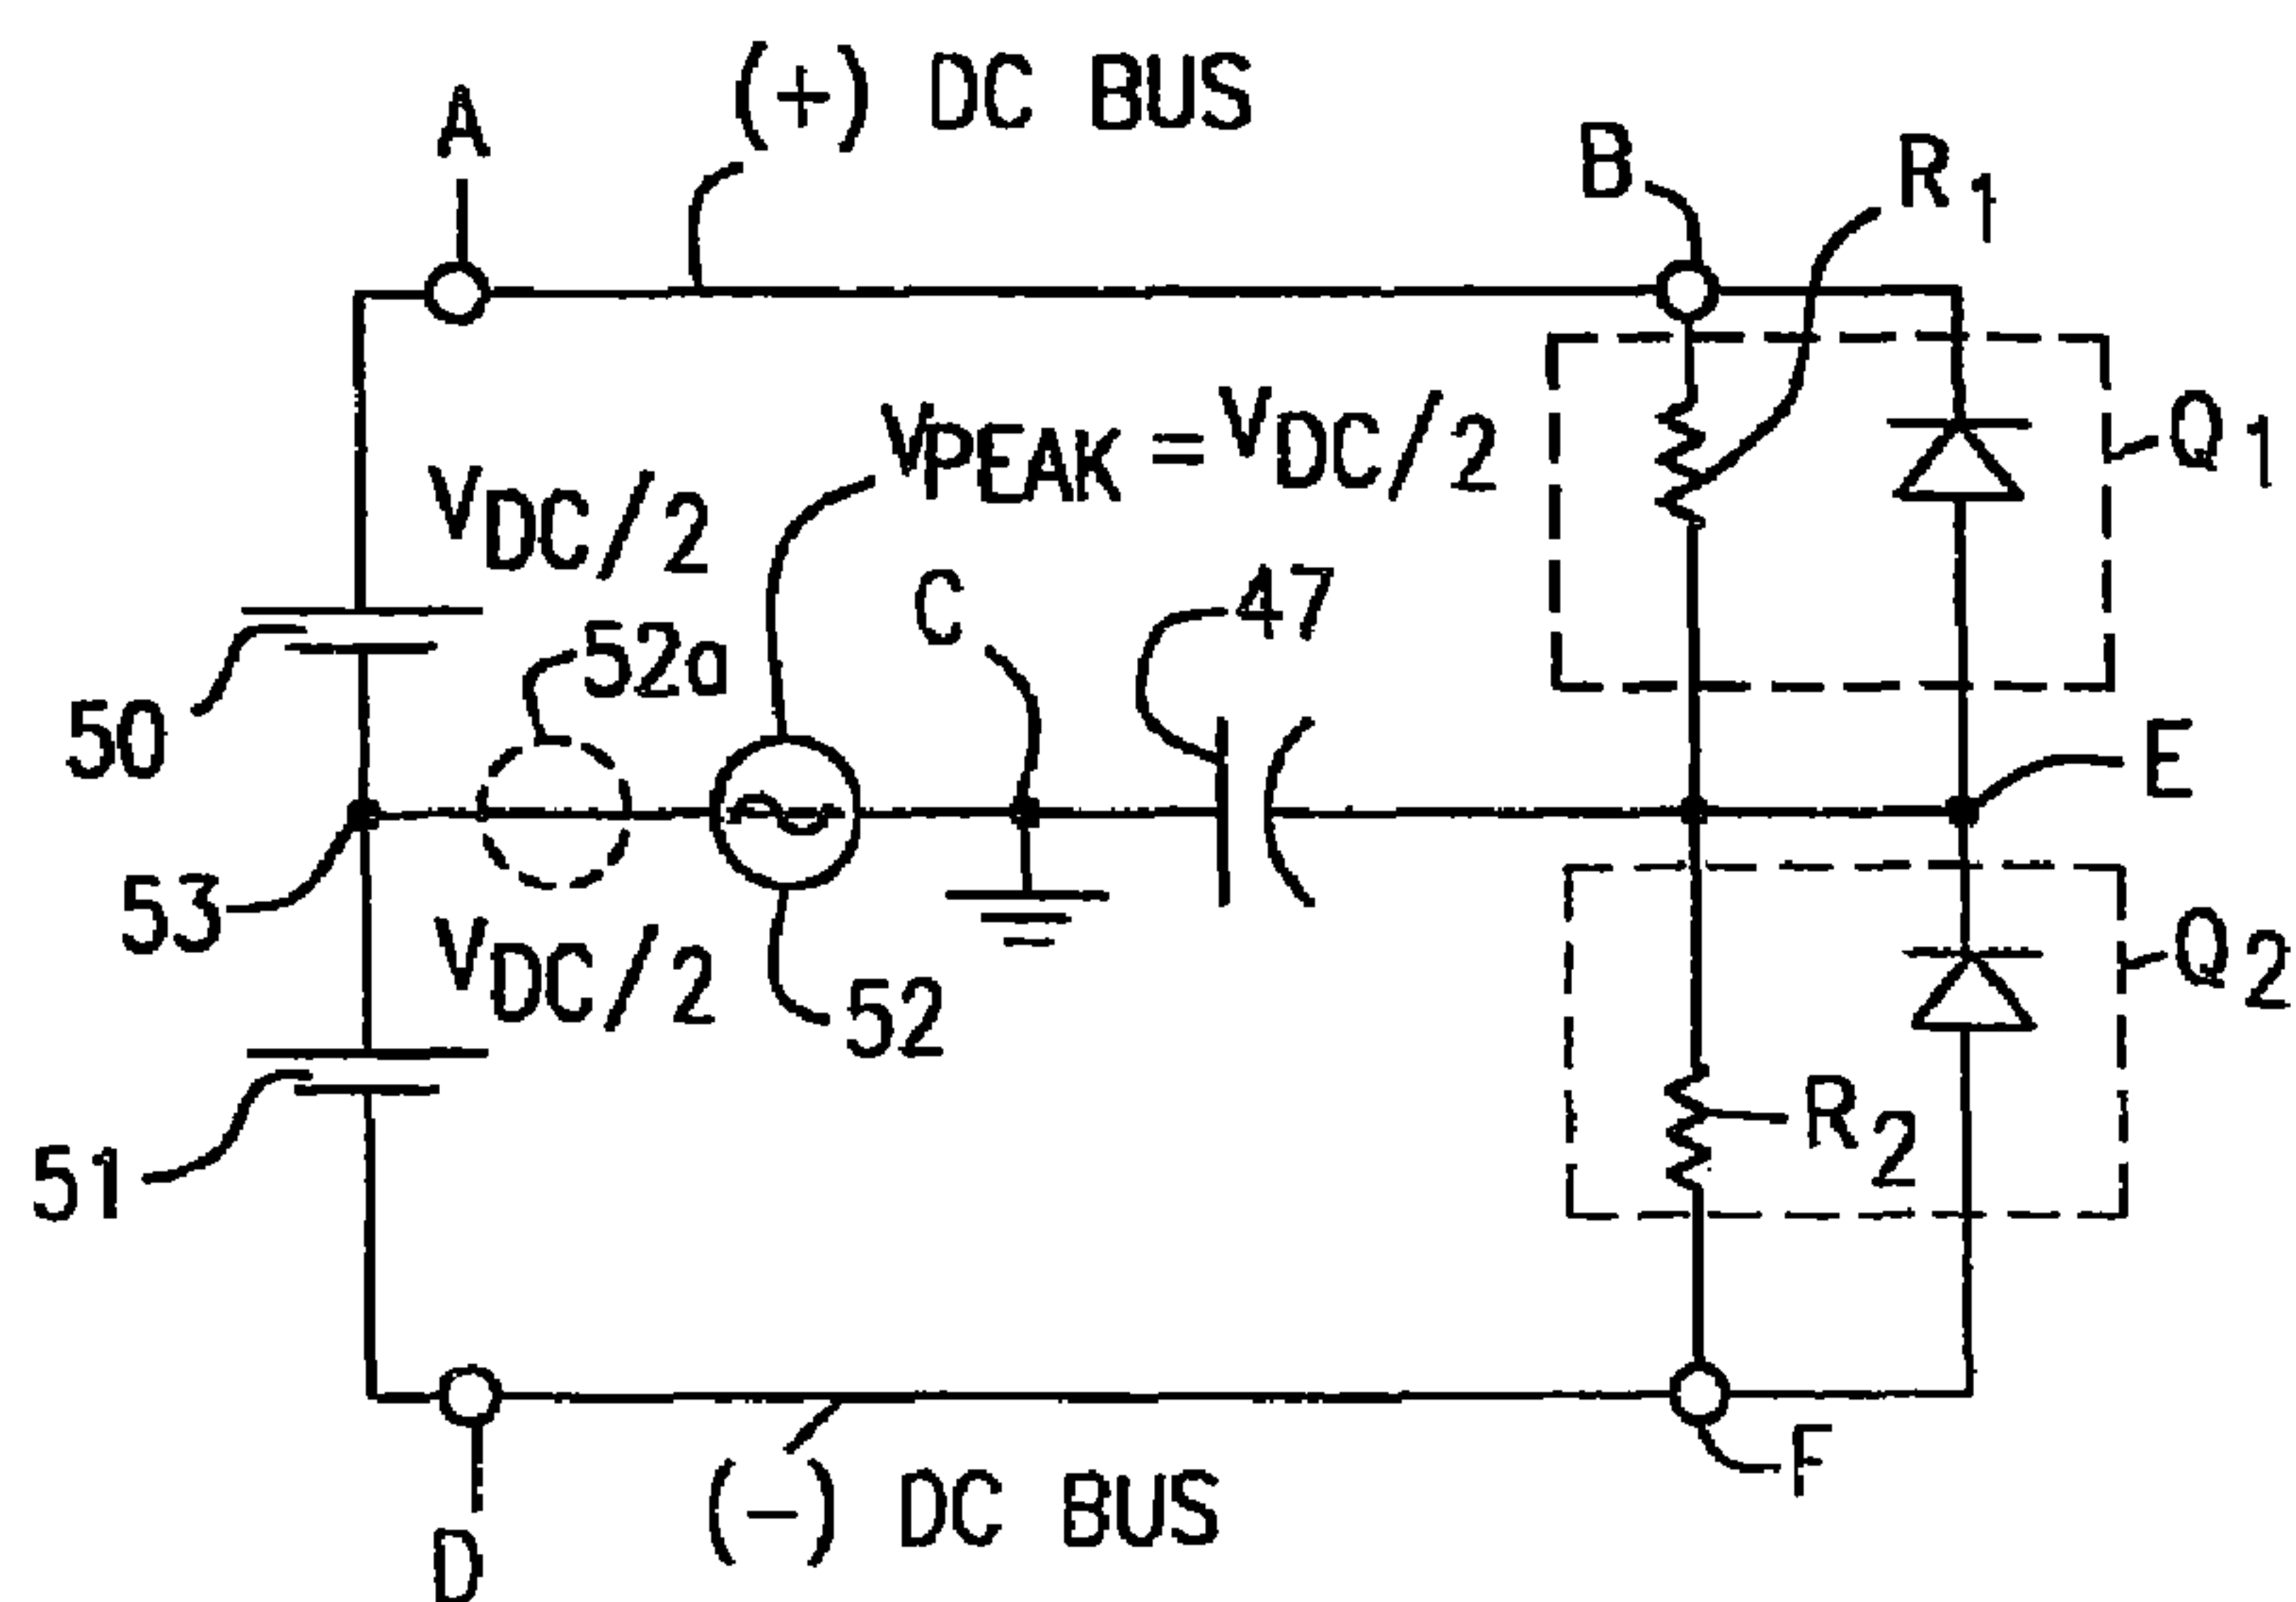 (+) DC BUS
A
B
R1
VPEAK = VDC/2
Q1
VDC/2
C
47
52a
50
E
53
VDC/2
Q2
52
R2
51
F
(-) DC BUS
D